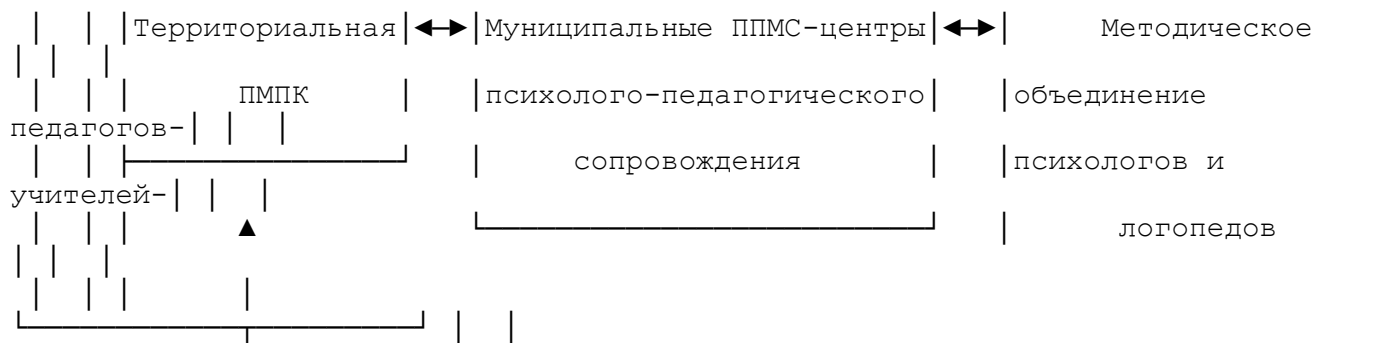 Территориальная Муниципальные ППМС-центры Методическое
ПМПК психолого-педагогического объединение
педагогов-
сопровождения психологов и
учителей-
логопедов